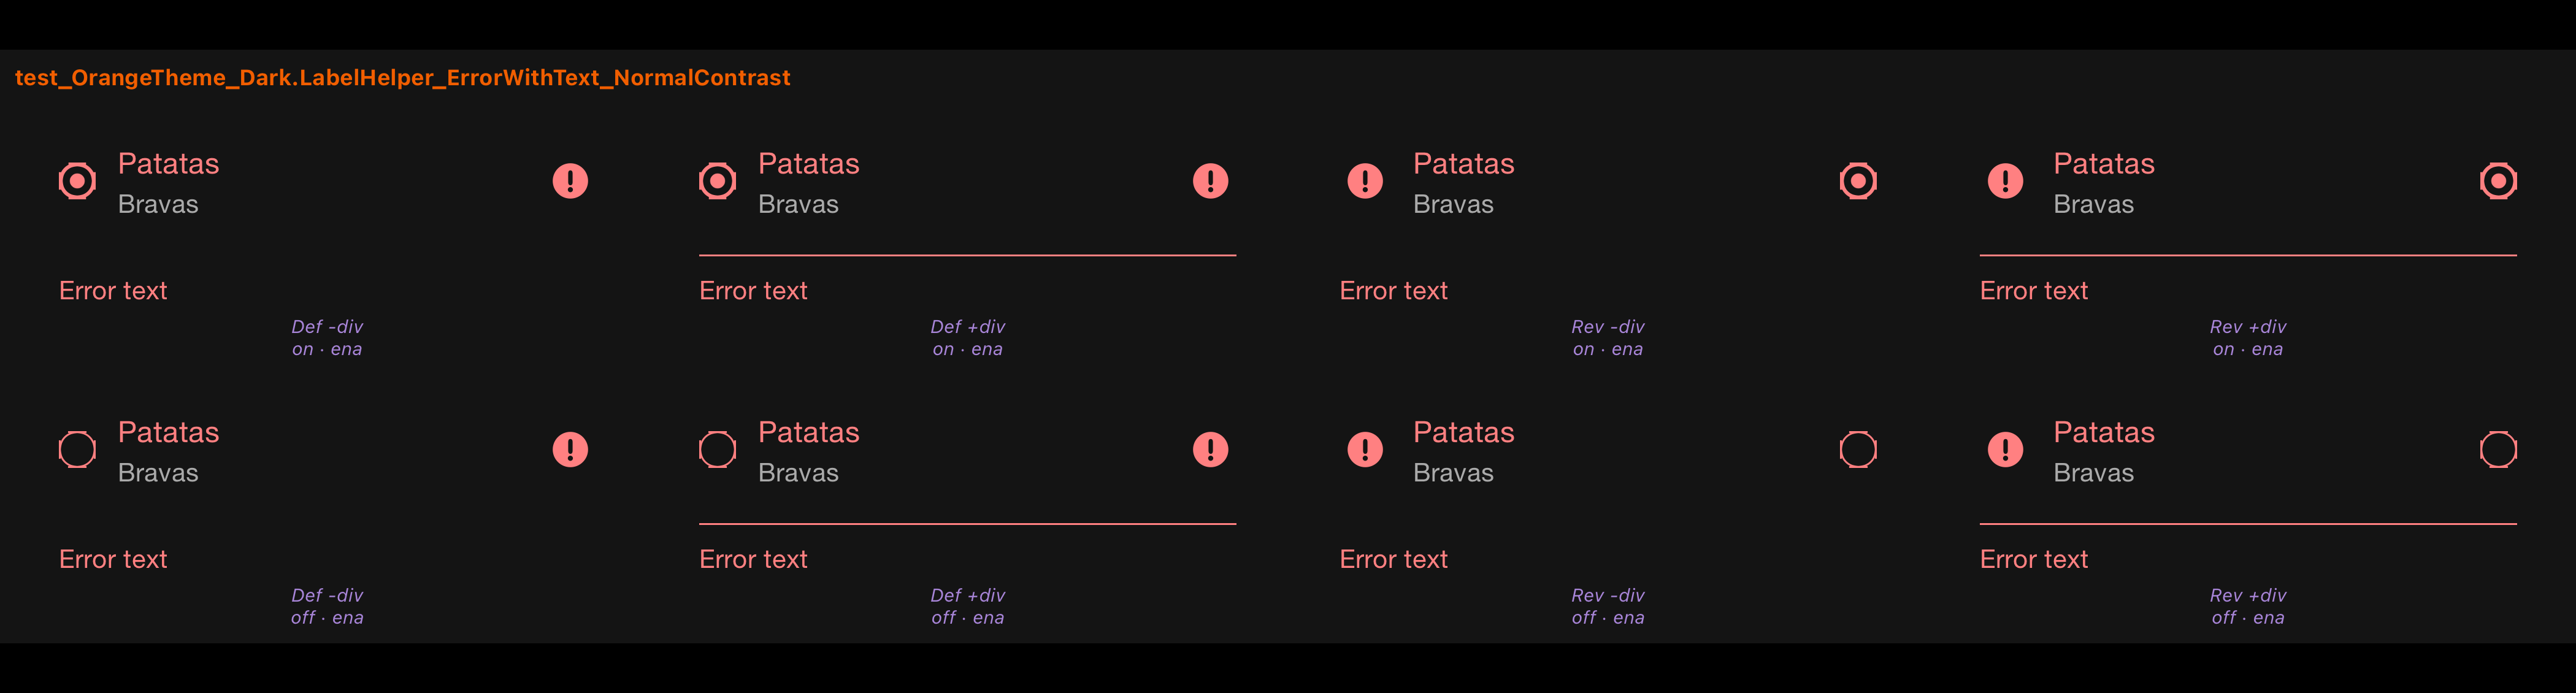 test_OrangeTheme_Dark.LabelHelper_ErrorWithText_NormalContrast
Patatas
Bravas
Error text
Def -div
on · ena
Patatas
Bravas
Error text
Def +div
on · ena
Patatas
Bravas
Error text
Rev -div
on · ena
Patatas
Bravas
Error text
Rev +div
on · ena
Patatas
Bravas
Error text
Def -div
off · ena
Patatas
Bravas
Error text
Def +div
off · ena
Patatas
Bravas
Error text
Rev -div
off · ena
Patatas
Bravas
Error text
Rev +div
off · ena